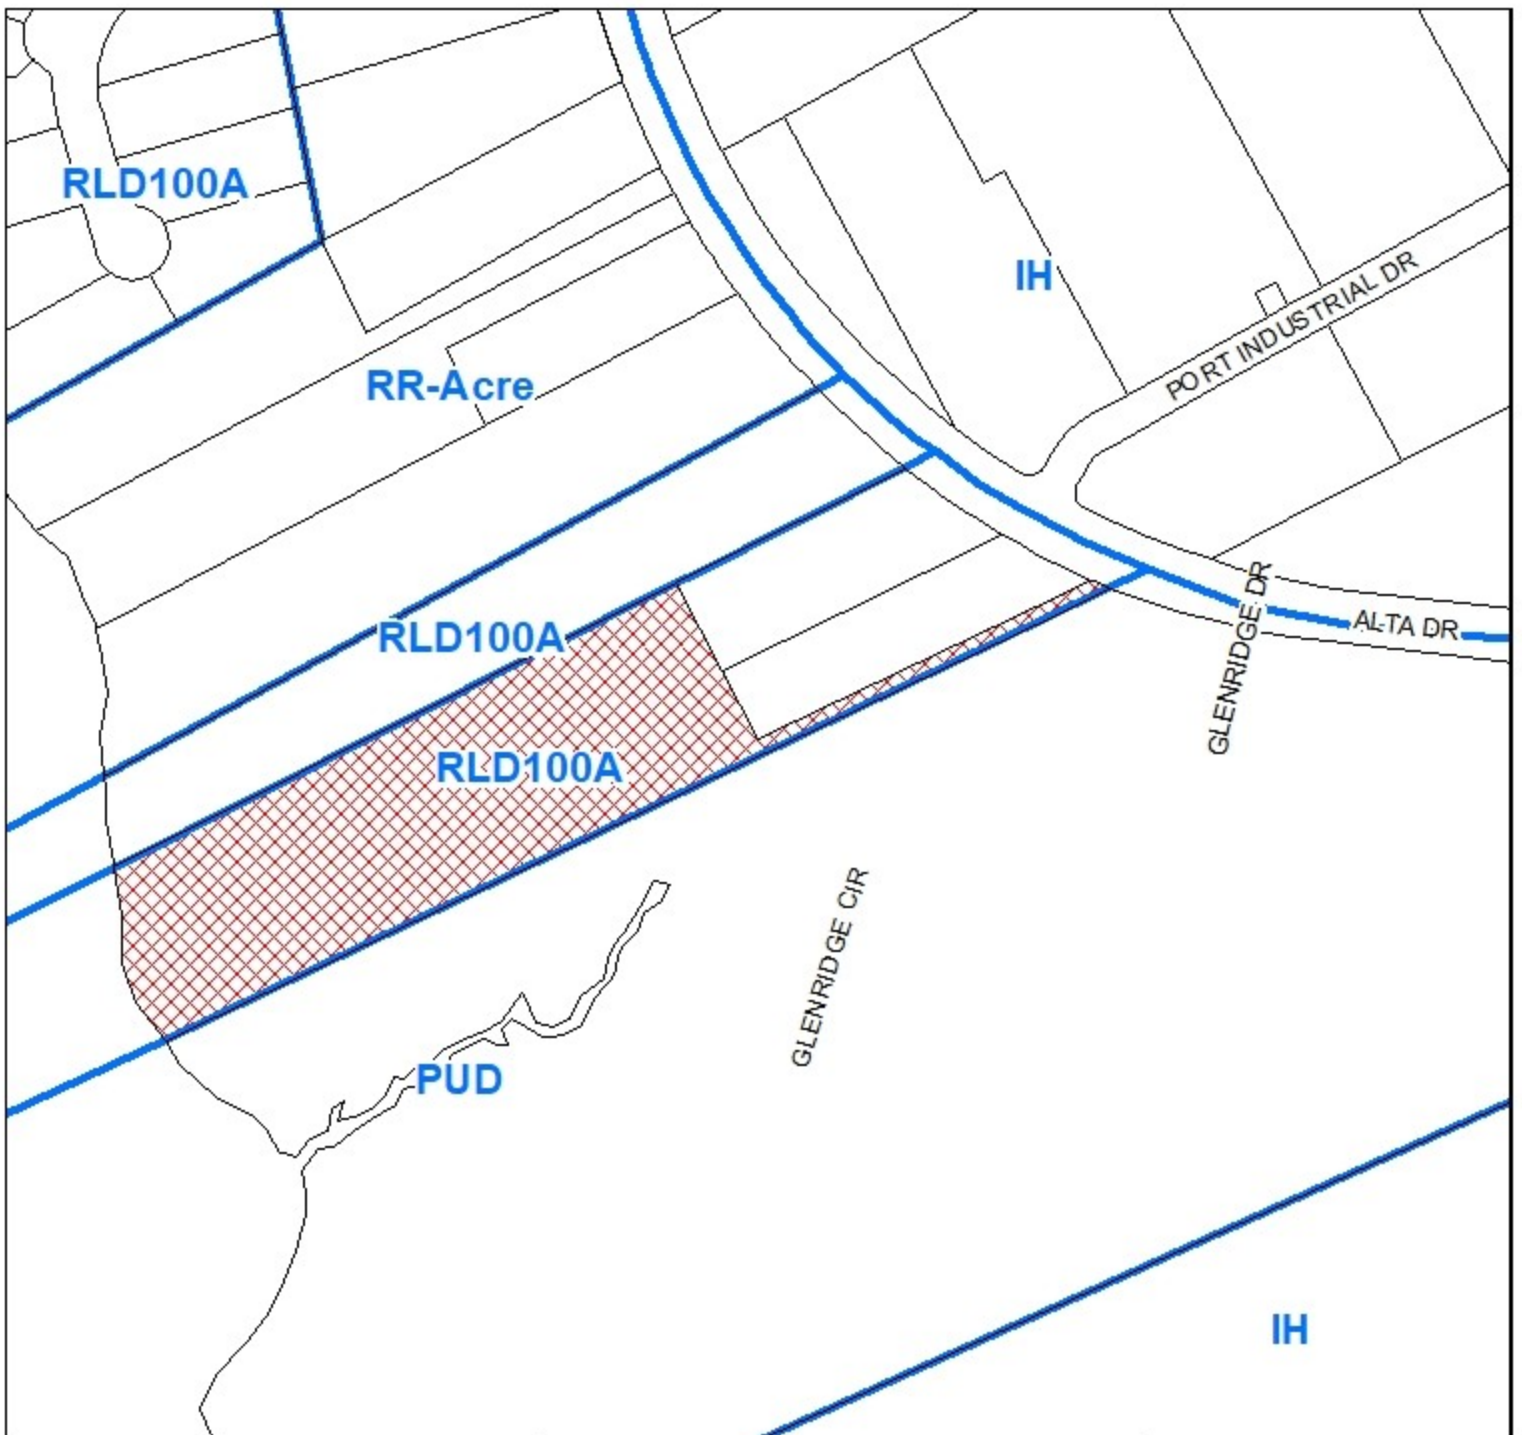 RLD100A
IH
PORT INDUSTRIAL DR
RR-Acre
GLENRIDGE DR
ALTA DR
RLD100A
RLD100A
GLENRIDGE CIR
PUD
IH